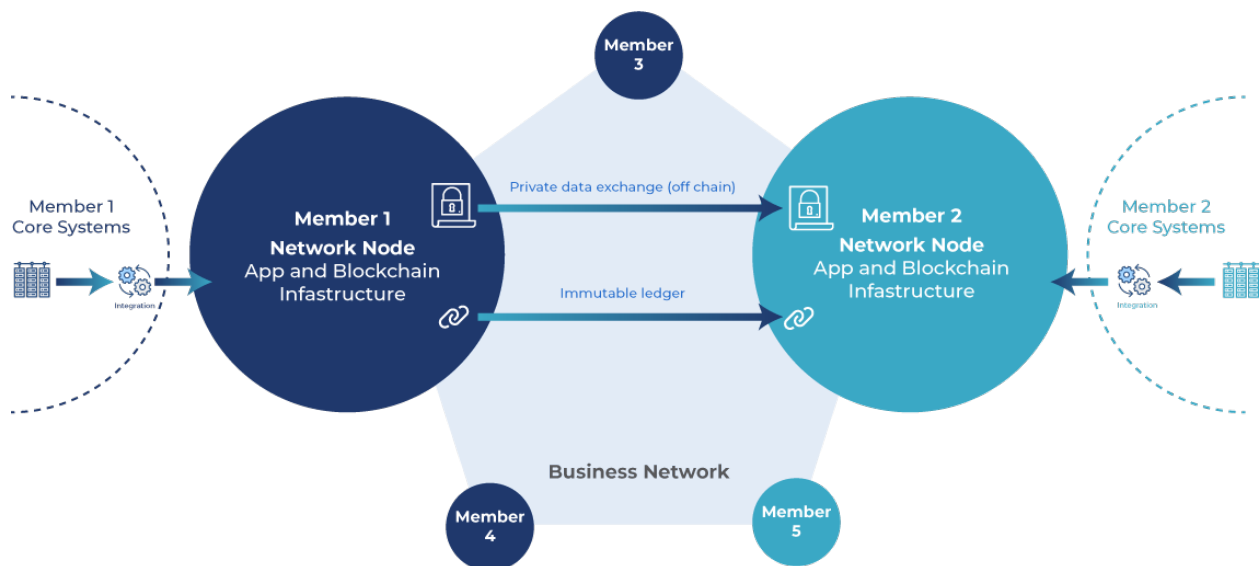 Member
3
Member 1
Core Systems
Integration
Member 1
Network Node
App and Blockchain
Infastructure
Private data exchange (off chain)
Immutable ledger
Member 2
Network Node
App and Blockchain
Infastructure
Member 2
Core Systems
Integration
Business Network
Member
4
Member
5